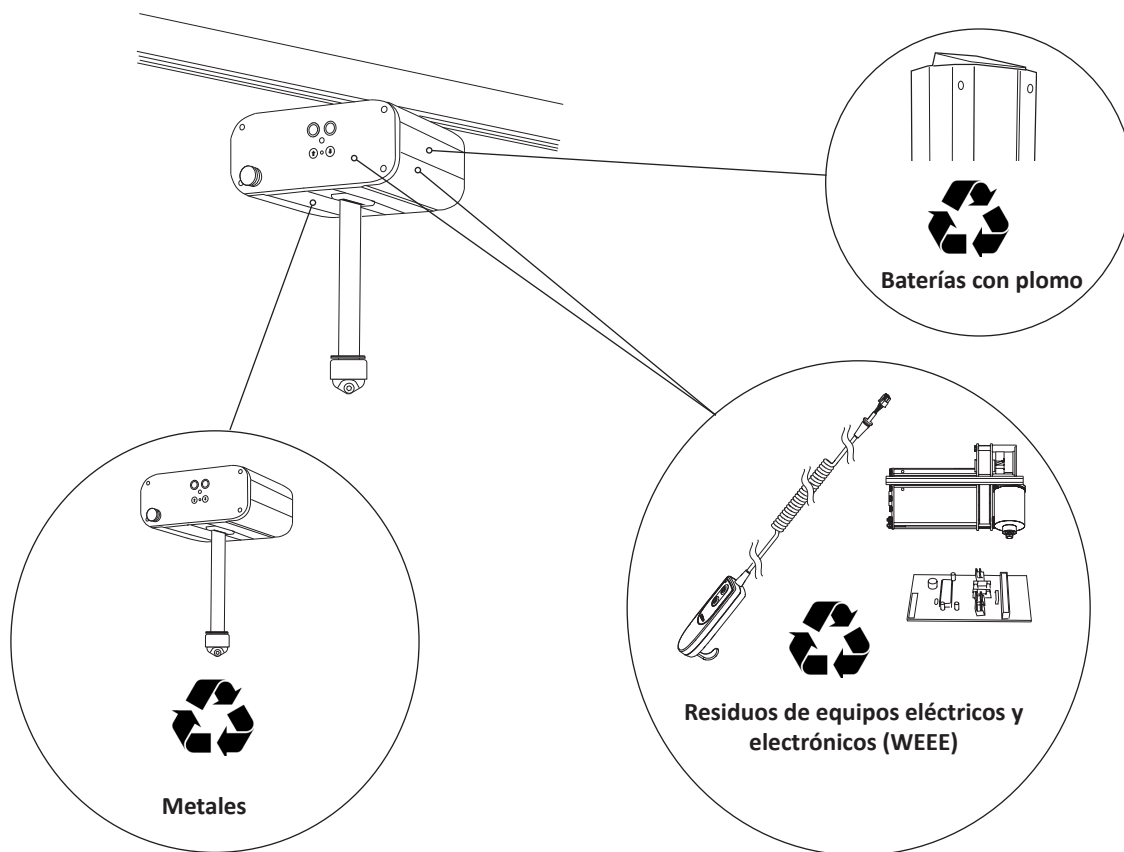 Baterías con plomo
Residuos de equipos eléctricos y
electrónicos (WEEE)
Metales